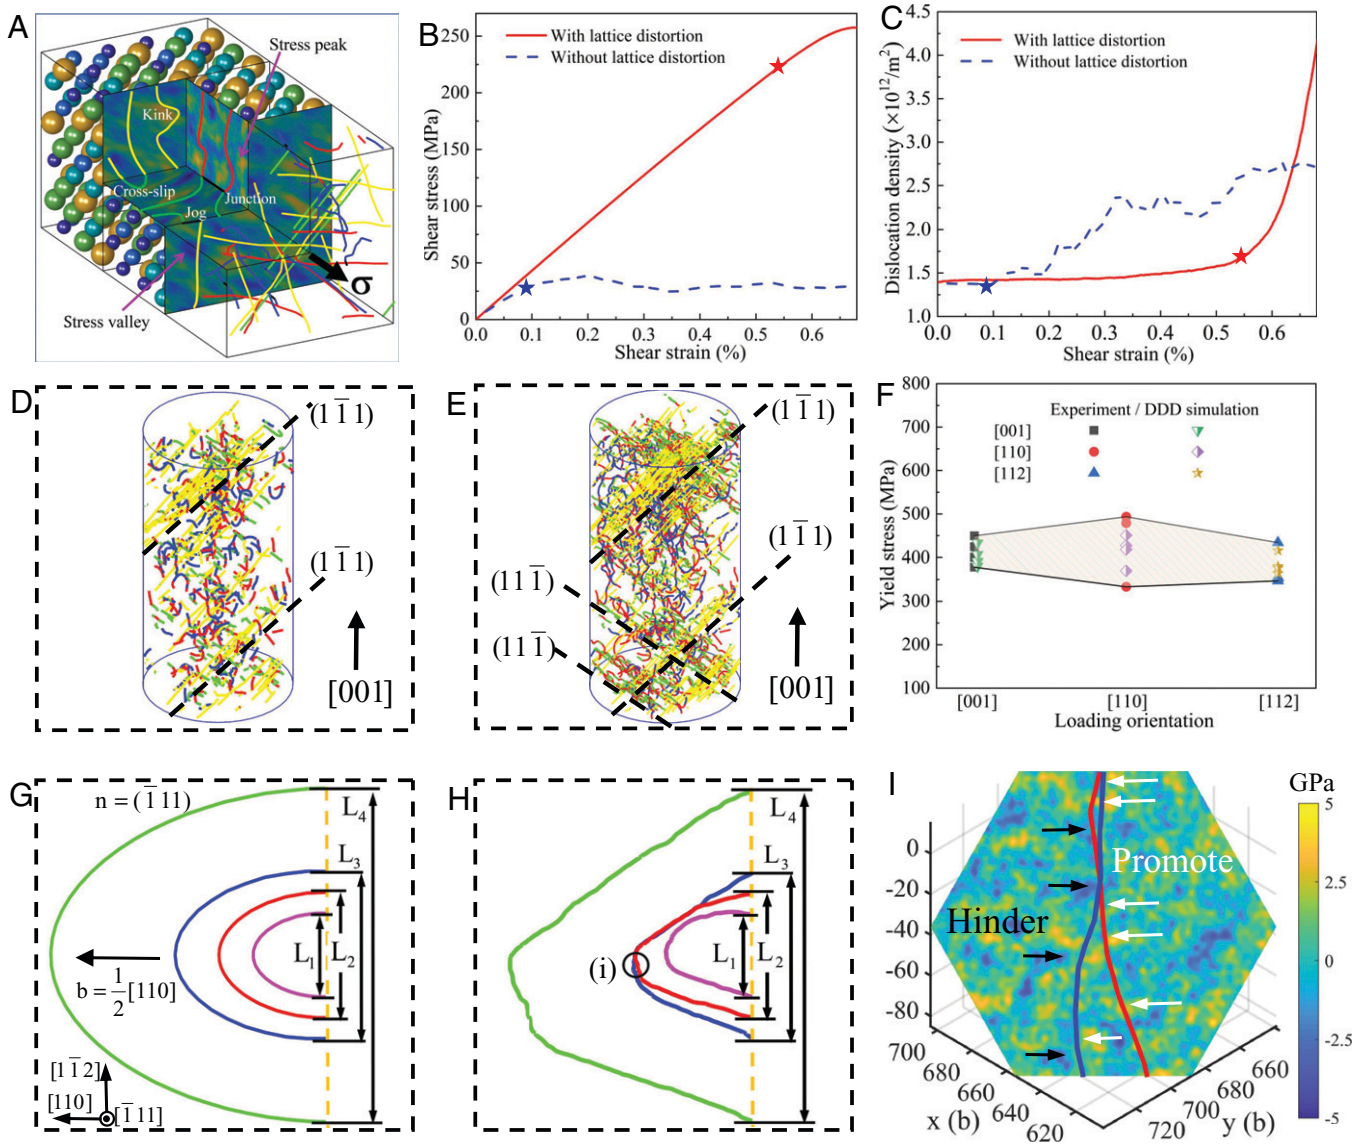 A
Stress peak
Kink
Cross-slip
Junction
Jog
Stress valley
σ
B
With lattice distortion
Without lattice distortion
Shear stress (MPa)
250
200
150
100
50
0
0.0
0.1
0.2
0.3
0.4
0.5
0.6
Shear strain (%)
C
With lattice distortion
Without lattice distortion
Dislocation density (×10¹²/m²)
4.5
4.0
3.5
3.0
2.5
2.0
1.5
1.0
0.0
0.1
0.2
0.3
0.4
0.5
0.6
Shear strain (%)
D
(1 1̅ 1)
(1 1̅ 1)
[001]
E
(1 1̅ 1)
(1 1̅ 1)
(11 1̅)
(11 1̅)
[001]
F
Experiment / DDD simulation
[001]
[110]
[112]
Yield stress (MPa)
800
700
600
500
400
300
200
100
[001]
[110]
[112]
Loading orientation
G
n = (1̅ 11)
L₄
L₃
L₂
L₁
b = 1/2 [110]
[1 1̅ 2]
[110]
[1̅ 11]
H
L₄
L₃
L₂
L₁
(i)
I
GPa
5
2.5
0
-2.5
-5
Promote
Hinder
0
-20
-40
-60
-80
700
680
660
640
620
x (b)
720
700
680
660
y (b)